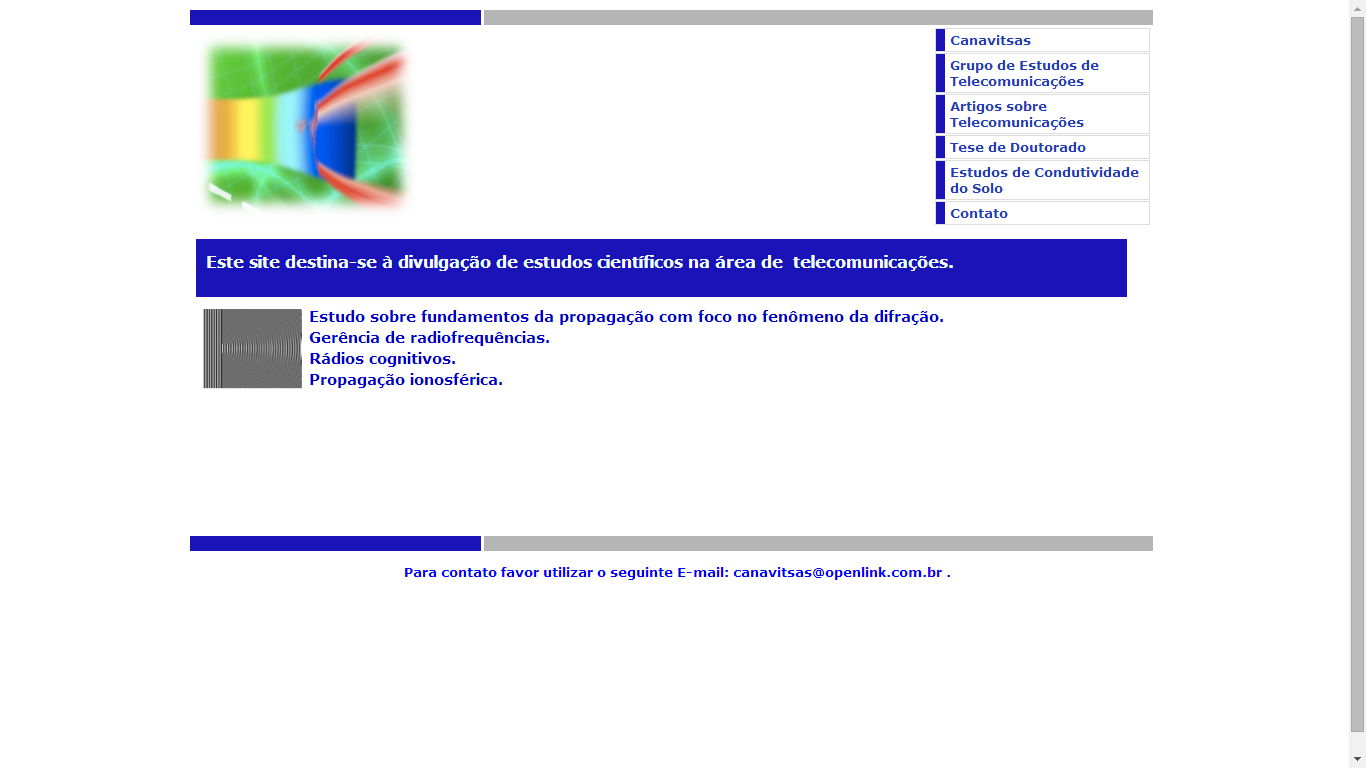 Canavitsas
Grupo de Estudos de
Telecomunicações
Artigos sobre
Telecomunicações
Tese de Doutorado
Estudos de Condutividade
do Solo
Contato
Este site destina-se à divulgação de estudos científicos na área de  telecomunicações.
Estudo sobre fundamentos da propagação com foco no fenômeno da difração.
Gerência de radiofrequências.
Rádios cognitivos.
Propagação ionosférica.
Para contato favor utilizar o seguinte E-mail: canavitsas@openlink.com.br .